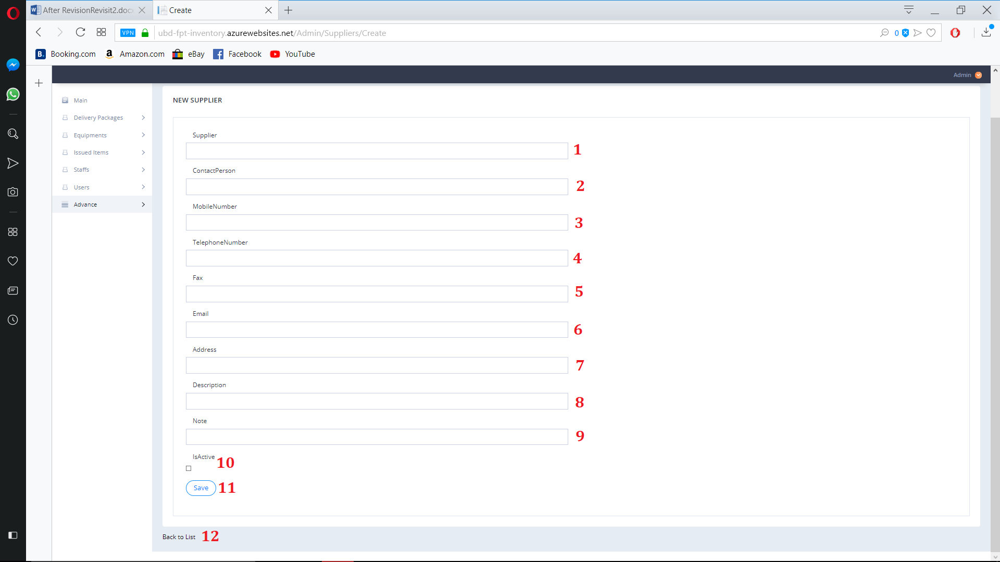 After RevisionRevisit2.docx
Create
VPN
ubd-fpt-inventory.azurewebsites.net/Admin/Suppliers/Create
0
B. Booking.com
a Amazon.com
eBay
Facebook
YouTube
Admin
Main
Delivery Packages
Equipments
Issued Items
Staffs
Users
Advance
NEW SUPPLIER
Supplier
1
ContactPerson
2
MobileNumber
3
TelephoneNumber
4
Fax
5
Email
6
Address
7
Description
8
Note
9
IsActive
10
Save
11
Back to List
12